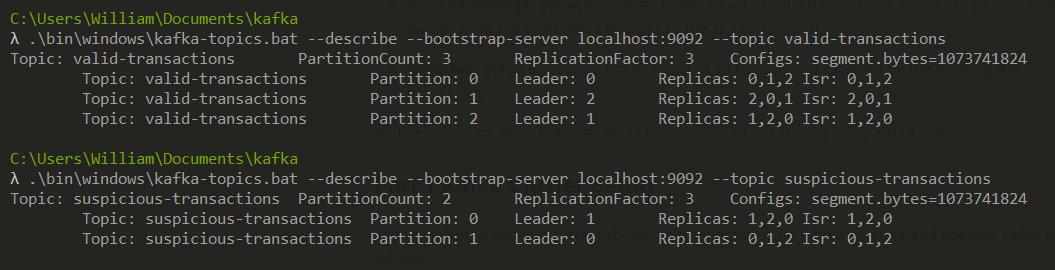 C:\Users\William\Documents\kafka
λ .\bin\windows\kafka-topics.bat --describe --bootstrap-server localhost:9092 --topic valid-transactions
Topic: valid-transactions PartitionCount: 3 ReplicationFactor: 3 Configs: segment.bytes=1073741824
Topic: valid-transactions Partition: 0 Leader: 0 Replicas: 0,1,2 Isr: 0,1,2
Topic: valid-transactions Partition: 1 Leader: 2 Replicas: 2,0,1 Isr: 2,0,1
Topic: valid-transactions Partition: 2 Leader: 1 Replicas: 1,2,0 Isr: 1,2,0
C:\Users\William\Documents\kafka
λ .\bin\windows\kafka-topics.bat --describe --bootstrap-server localhost:9092 --topic suspicious-transactions
Topic: suspicious-transactions PartitionCount: 2 ReplicationFactor: 3 Configs: segment.bytes=1073741824
Topic: suspicious-transactions Partition: 0 Leader: 1 Replicas: 1,2,0 Isr: 1,2,0
Topic: suspicious-transactions Partition: 1 Leader: 0 Replicas: 0,1,2 Isr: 0,1,2